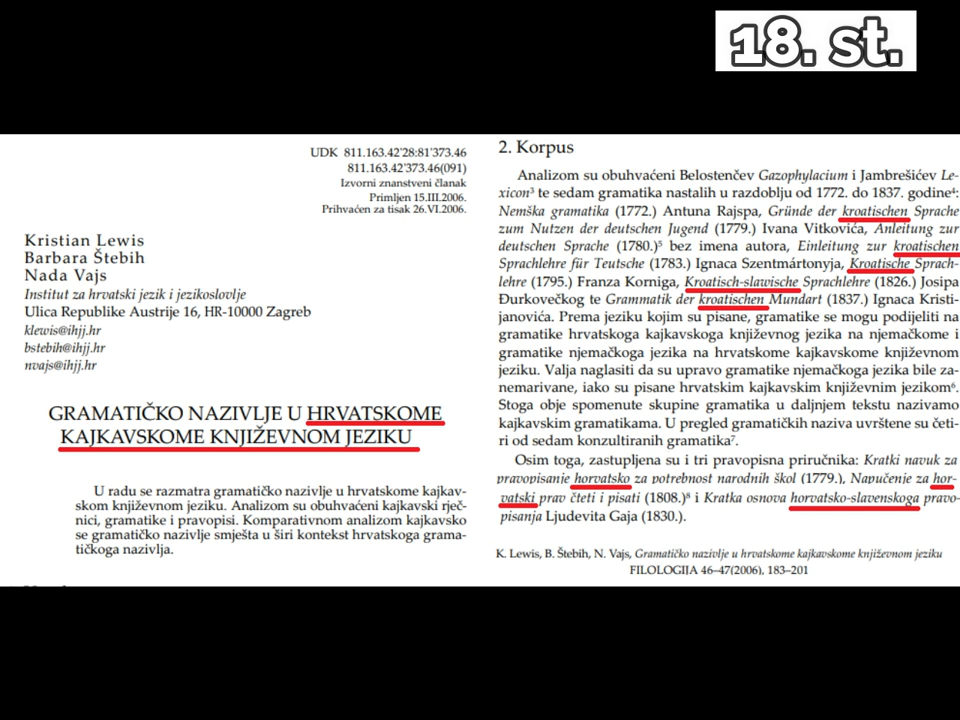 18. st.
UDK 811.163.42'28:81'373.46
811.163.42'373.46(091)
Izvorni znanstveni članak
Primljen 15.III.2006.
Prihvaćen za tisak 26.VI.2006.
Kristian Lewis
Barbara Štebih
Nada Vajs
Institut za hrvatski jezik i jezikoslovlje
Ulica Republike Austrije 16, HR-10000 Zagreb
klewis@ihjj.hr
bstebih@ihjj.hr
nvajs@ihjj.hr
GRAMATIČKO NAZIVLJE U HRVATSKOME
KAJKAVSKOME KNJIŽEVNOM JEZIKU
U radu se razmatra gramatičko nazivlje u hrvatskome kajkav-
skom književnom jeziku. Analizom su obuhvaćeni kajkavski rječ-
nici, gramatike i pravopisi. Komparativnom analizom kajkavsko
se gramatičko nazivlje smješta u širi kontekst hrvatskoga grama-
tičkoga nazivlja.
2. Korpus
Analizom su obuhvaćeni Belostenčev Gazophylacium i Jambrešićev Le-
xicon³ te sedam gramatika nastalih u razdoblju od 1772. do 1837. godine⁴:
Nemška gramatika (1772.) Antuna Rajspa, Gründe der kroatischen Sprache
zum Nutzen der deutschen Jugend (1779.) Ivana Vitkovića, Anleitung zur
deutschen Sprache (1780.)⁵ bez imena autora, Einleitung zur kroatischen
Sprachlehre für Teutsche (1783.) Ignaca Szentmártonyja, Kroatische Sprach-
lehre (1795.) Franza Korniga, Kroatisch-slawische Sprachlehre (1826.) Josipa
Đurkovečkog te Grammatik der kroatischen Mundart (1837.) Ignaca Kristi-
janovića. Prema jeziku kojim su pisane, gramatike se mogu podijeliti na
gramatike hrvatskoga kajkavskoga književnog jezika na njemačkome i
gramatike njemačkoga jezika na hrvatskome kajkavskome književnom
jeziku. Valja naglasiti da su upravo gramatike njemačkoga jezika bile za-
nemarivane, iako su pisane hrvatskim kajkavskim književnim jezikom⁶.
Stoga obje spomenute skupine gramatika u daljnjem tekstu nazivamo
kajkavskim gramatikama. U pregled gramatičkih naziva uvrštene su četi-
ri od sedam konzultiranih gramatika⁷.
Osim toga, zastupljena su i tri pravopisna priručnika: Kratki navuk za
pravopisanje horvatsko za potrebnost narodnih škol (1779.), Napučenje za hor-
vatski prav čteti i pisati (1808.)⁸ i Kratka osnova horvatsko-slavenskoga pravo-
pisanja Ljudevita Gaja (1830.).
K. Lewis, B. Štebih, N. Vajs, Gramatičko nazivlje u hrvatskome kajkavskome književnom jeziku
FILOLOGIJA 46–47(2006), 183–201